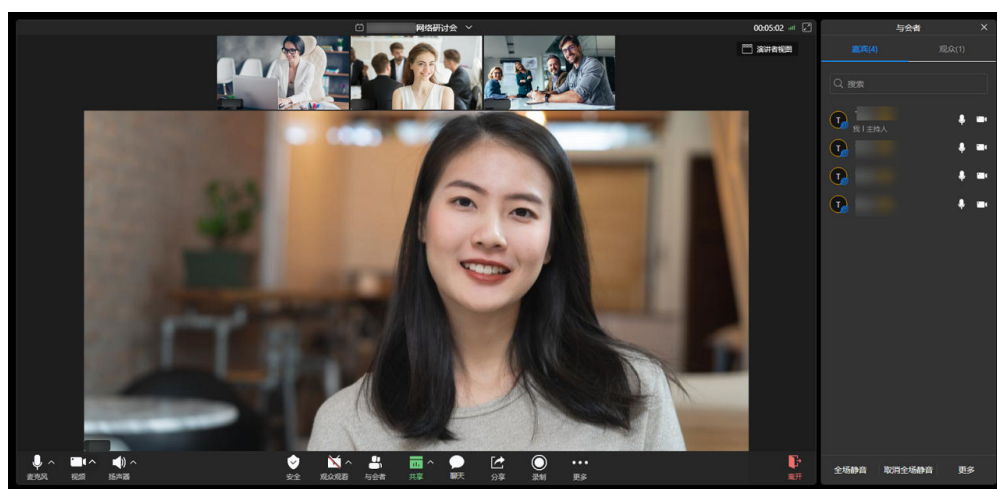 网络研讨会
00:05:02
演讲者视图
与会者
嘉宾(4)
观众(1)
搜索
T
我 | 主持人
T
T
T
麦克风
视频
扬声器
安全
观众观看
与会者
共享
聊天
分享
录制
更多
离开
全场静音
取消全场静音
更多